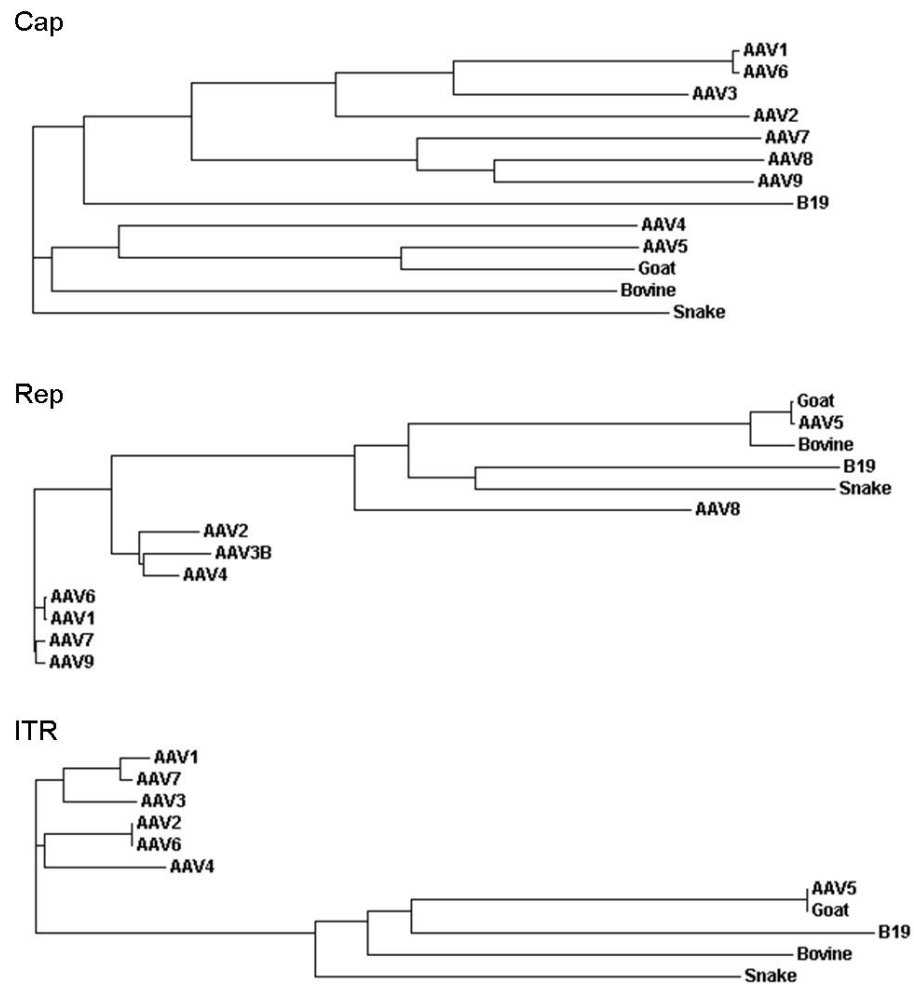 Cap
AAV1
AAV6
AAV3
AAV2
AAV7
AAV8
AAV9
B19
AAV4
AAV5
Goat
Bovine
Snake
Rep
Goat
AAV5
Bovine
B19
Snake
AAV8
AAV2
AAV3B
AAV4
AAV6
AAV1
AAV7
AAV9
ITR
AAV1
AAV7
AAV3
AAV2
AAV6
AAV4
AAV5
Goat
B19
Bovine
Snake